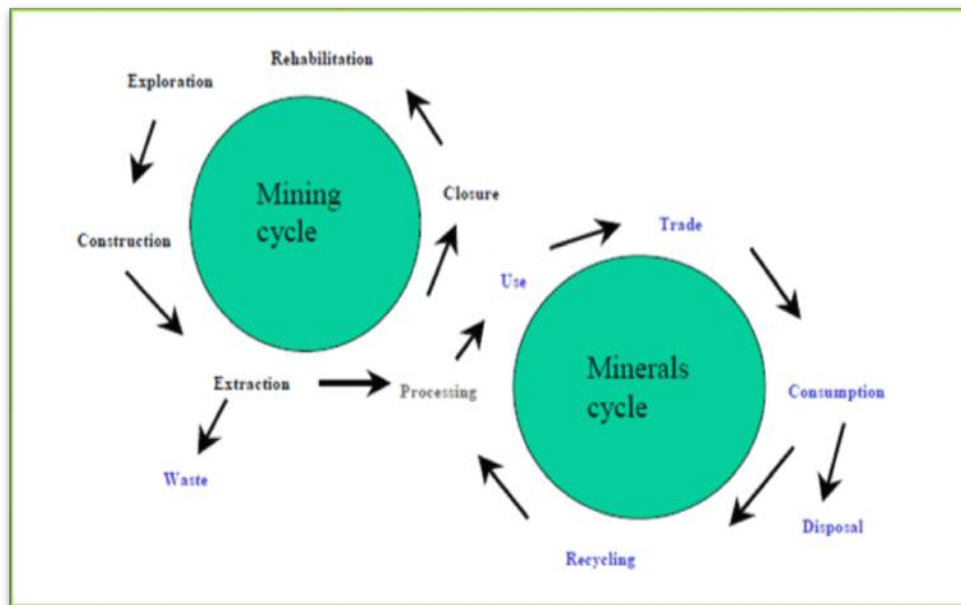 Rehabilitation
Exploration
Mining
cycle
Closure
Construction
Trade
Use
Minerals
cycle
Extraction
Processing
Consumption
Waste
Disposal
Recycling